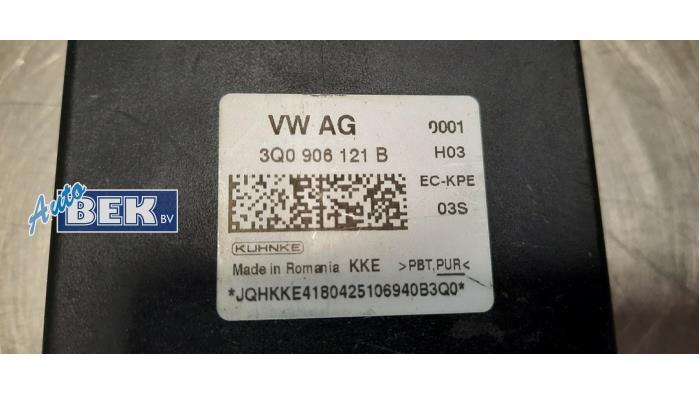 VW AG 0001
3Q0 906 121 B H03
EC-KPE
03S
KUHNKE
Made in Romania KKE >PBT,PUR<
*JQHKKE4180425106940B3Q0*
Auto
BEK BV